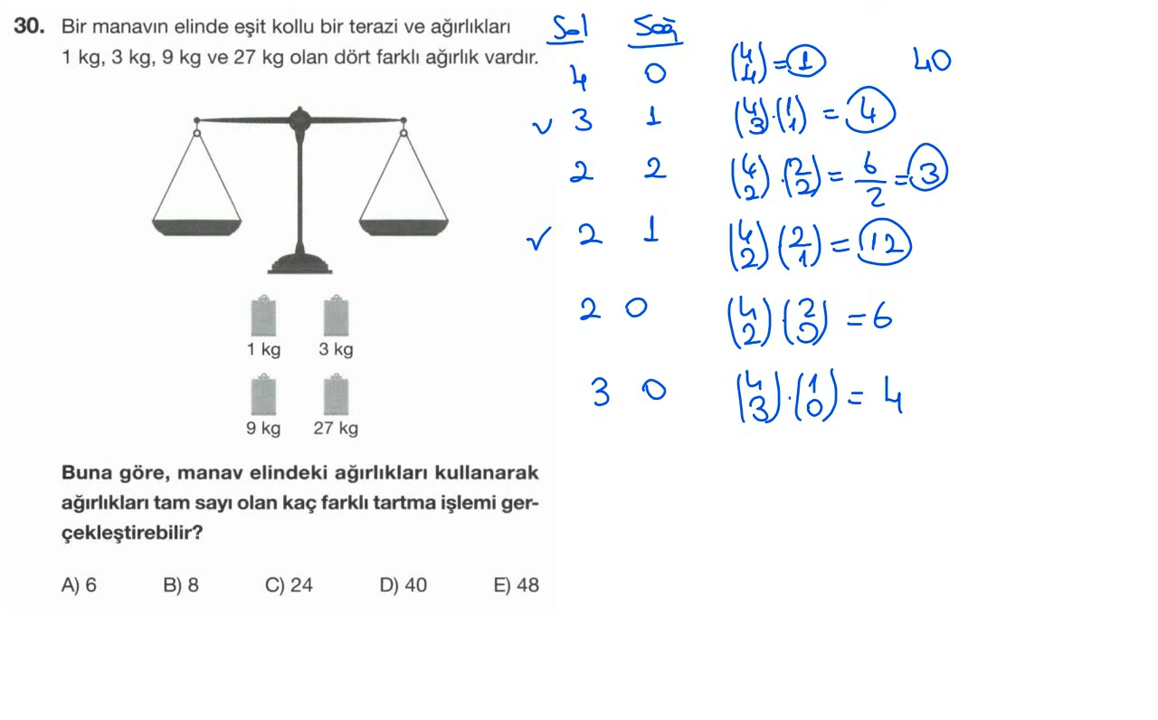 30. Bir manavın elinde eşit kollu bir terazi ve ağırlıkları
1 kg, 3 kg, 9 kg ve 27 kg olan dört farklı ağırlık vardır.
1 kg 3 kg
9 kg 27 kg
Buna göre, manav elindeki ağırlıkları kullanarak
ağırlıkları tam sayı olan kaç farklı tartma işlemi ger-
çekleştirebilir?
A) 6 B) 8 C) 24 D) 40 E) 48
Sol Sağ
4 0 (4 4) = 1 40
✓ 3 1 (4 3)·(1 1) = 4
2 2 (4 2)·(2 2) = 6/2 = 3
✓ 2 1 (4 2)(2 1) = 12
2 0 (4 2)(2 0) = 6
3 0 (4 3)·(1 0) = 4